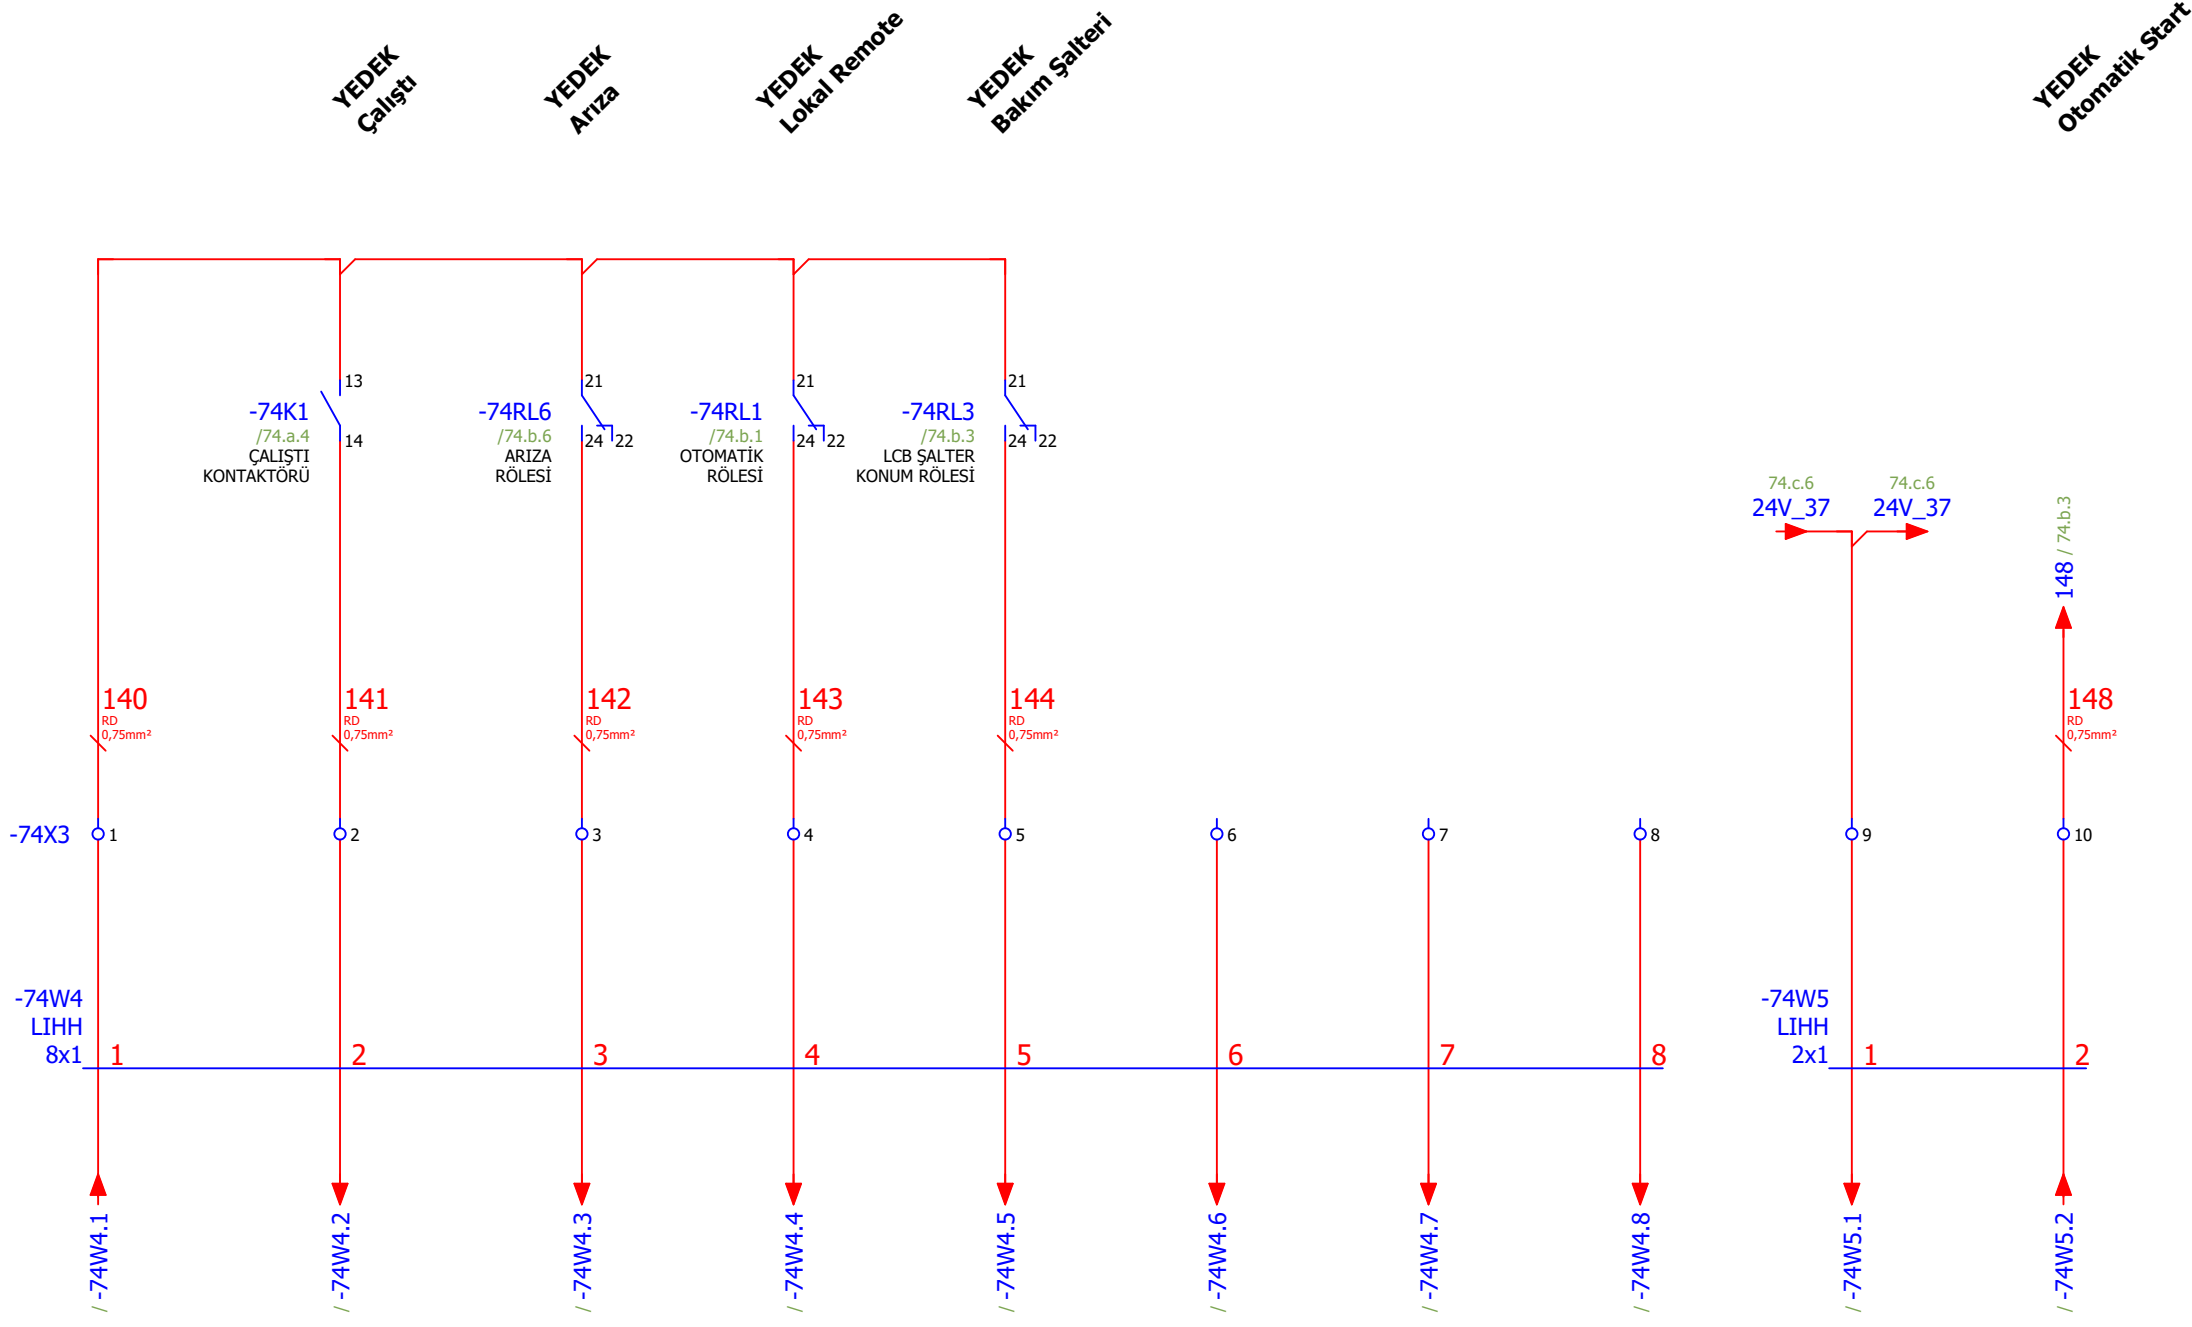 YEDEK
Çalıştı
YEDEK
Arıza
YEDEK
Lokal Remote
YEDEK
Bakım Şalteri
YEDEK
Otomatik Start
-74K1
/74.a.4
ÇALIŞTI
KONTAKTÖRÜ
13
14
-74RL6
/74.b.6
ARIZA
RÖLESİ
21
24 22
-74RL1
/74.b.1
OTOMATİK
RÖLESİ
21
24 22
-74RL3
/74.b.3
LCB ŞALTER
KONUM RÖLESİ
21
24 22
74.c.6
24V_37
74.c.6
24V_37
148 / 74.b.3
140
RD
0,75mm²
141
RD
0,75mm²
142
RD
0,75mm²
143
RD
0,75mm²
144
RD
0,75mm²
148
RD
0,75mm²
-74X3 1 2 3 4 5 6 7 8 9 10
-74W4
LIHH
8x1 1 2 3 4 5 6 7 8
-74W5
LIHH
2x1 1 2
/ -74W4.1
/ -74W4.2
/ -74W4.3
/ -74W4.4
/ -74W4.5
/ -74W4.6
/ -74W4.7
/ -74W4.8
/ -74W5.1
/ -74W5.2